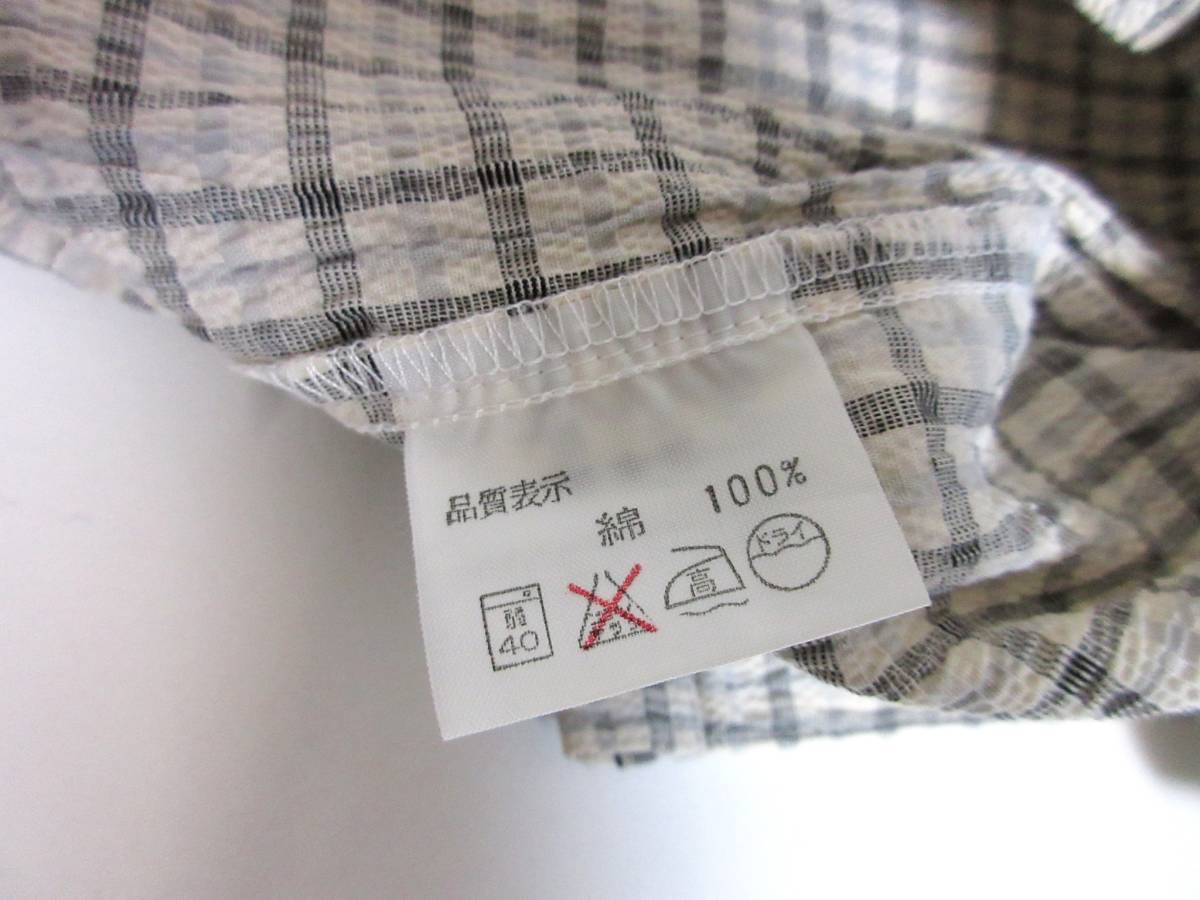 品質表示
綿 100%
弱 40
高
ドライ